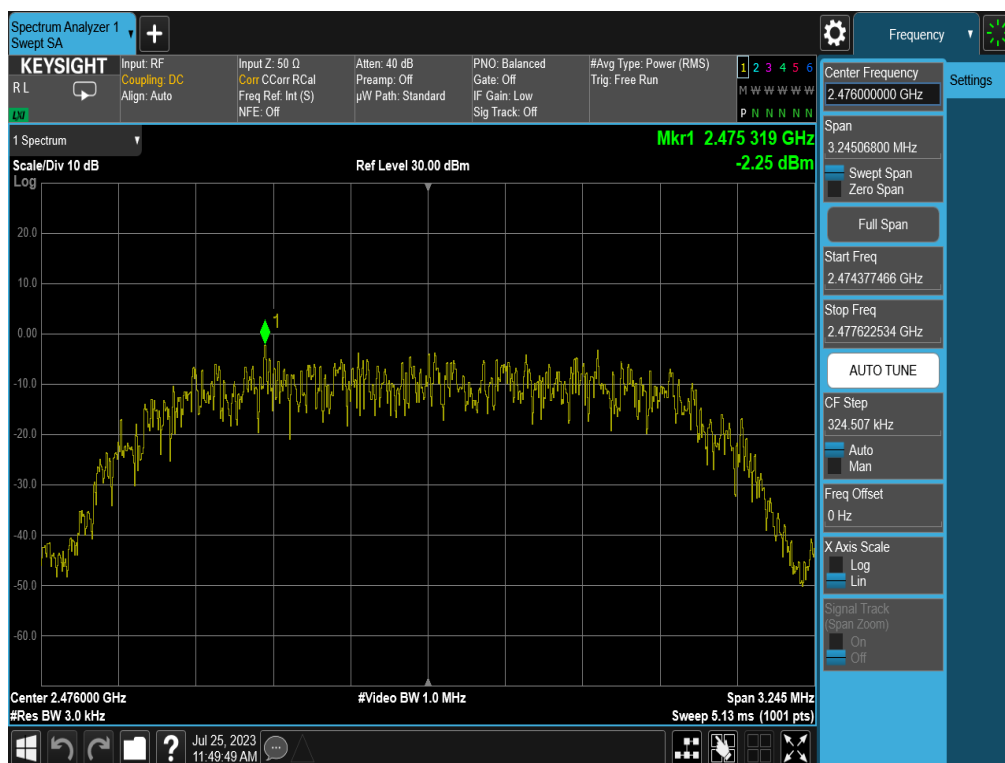 Spectrum Analyzer 1
Swept SA
Frequency
KEYSIGHT
R L
LXI
Input: RF
Coupling: DC
Align: Auto
Input Z: 50 Ω
Corr CCorr RCal
Freq Ref: Int (S)
NFE: Off
Atten: 40 dB
Preamp: Off
µW Path: Standard
PNO: Balanced
Gate: Off
IF Gain: Low
Sig Track: Off
#Avg Type: Power (RMS)
Trig: Free Run
1 2 3 4 5 6
M W W W W W
P N N N N N
Center Frequency
2.476000000 GHz
Settings
Span
3.24506800 MHz
Swept Span
Zero Span
Full Span
Start Freq
2.474377466 GHz
Stop Freq
2.477622534 GHz
AUTO TUNE
CF Step
324.507 kHz
Auto
Man
Freq Offset
0 Hz
X Axis Scale
Log
Lin
Signal Track
(Span Zoom)
On
Off
1 Spectrum
Mkr1 2.475 319 GHz
Scale/Div 10 dB
Ref Level 30.00 dBm
-2.25 dBm
Log
20.0
10.0
0.00
1
-10.0
-20.0
-30.0
-40.0
-50.0
-60.0
Center 2.476000 GHz
#Video BW 1.0 MHz
Span 3.245 MHz
#Res BW 3.0 kHz
Sweep 5.13 ms (1001 pts)
?
Jul 25, 2023
11:49:49 AM